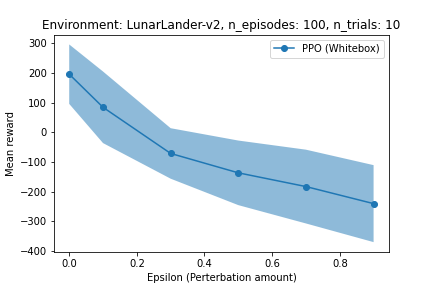 Environment: LunarLander-v2, n_episodes: 100, n_trials: 10
PPO (Whitebox)
Mean reward
300
200
100
0
−100
−200
−300
−400
0.0 0.2 0.4 0.6 0.8
Epsilon (Perterbation amount)